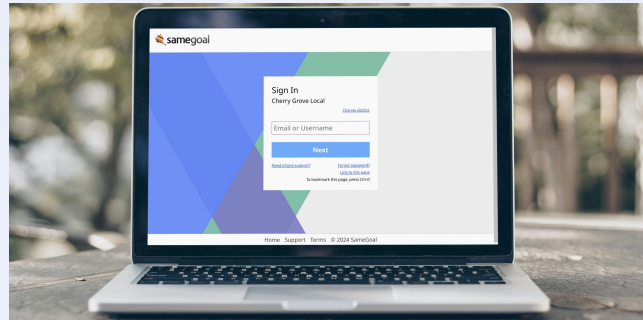 samegoal
Sign In
Cherry Grove Local
Change district
Email or Username
Next
Need phone support? Forgot password?
Link to this page
To bookmark this page, press Ctrl-D
Home Support Terms © 2024 SameGoal